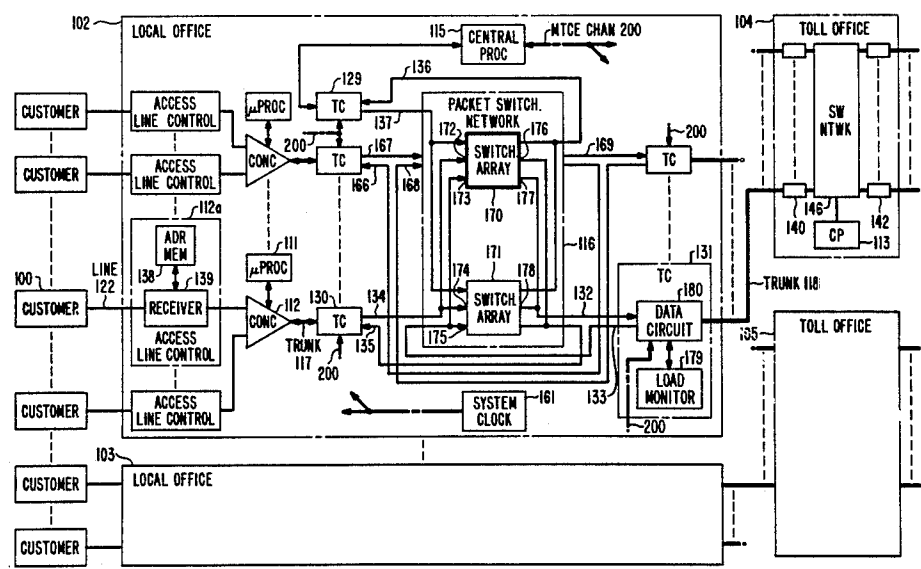 102
LOCAL OFFICE
115
CENTRAL
PROC
MTCE CHAN 200
104
TOLL OFFICE
136
129
TC
137
μPROC
CUSTOMER
ACCESS
LINE CONTROL
PACKET SWITCH.
NETWORK
172
176
SWITCH.
ARRAY
173
177
170
169
200
TC
SW
NTWK
200
CONC
TC
167
166
168
CUSTOMER
ACCESS
LINE CONTROL
140
146
142
CP
113
112a
ADR
MEM
138
139
111
μPROC
171
116
131
TC
TRUNK 118
100
LINE
122
CUSTOMER
RECEIVER
112
CONC
130
TC
134
135
174
178
SWITCH.
ARRAY
175
132
180
DATA
CIRCUIT
ACCESS
LINE CONTROL
TRUNK
117
200
133
179
LOAD
MONITOR
200
105
TOLL OFFICE
CUSTOMER
ACCESS
LINE CONTROL
SYSTEM
CLOCK
161
103
LOCAL OFFICE
CUSTOMER
CUSTOMER